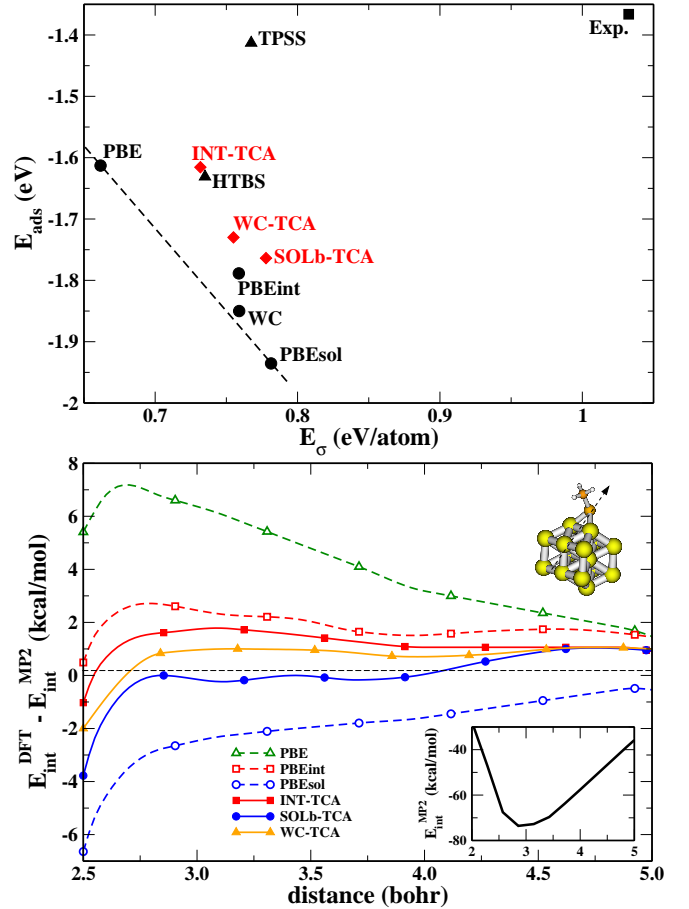 -1.4
-1.5
-1.6
-1.7
-1.8
-1.9
-2
E_ads (eV)
TPSS
Exp.
PBE
INT-TCA
HTBS
WC-TCA
SOLb-TCA
PBEint
WC
PBEsol
0.7 0.8 0.9 1
E_σ (eV/atom)
8
6
4
2
0
-2
-4
-6
E_int^DFT - E_int^MP2 (kcal/mol)
PBE
PBEint
PBEsol
INT-TCA
SOLb-TCA
WC-TCA
-40
-60
-80
E_int^MP2 (kcal/mol)
2 3 4 5
2.5 3.0 3.5 4.0 4.5 5.0
distance (bohr)